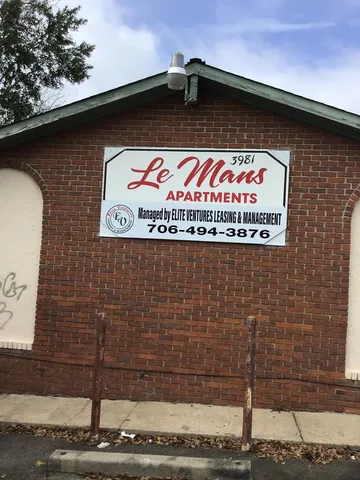 3981
Le Mans
APARTMENTS
Managed by ELITE VENTURES LEASING & MANAGEMENT
706-494-3876